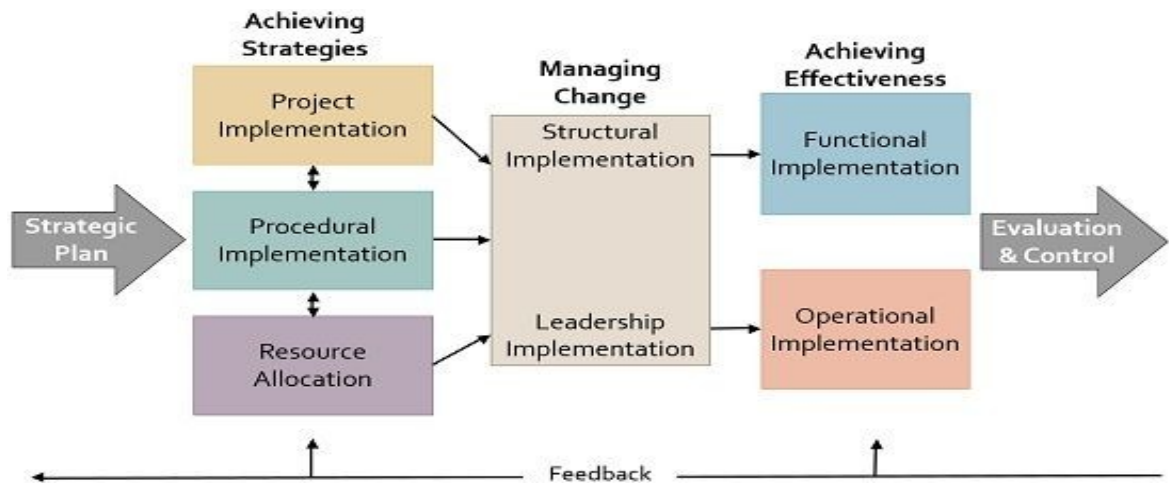 Achieving
Strategies
Project
Implementation
Procedural
Implementation
Resource
Allocation
Strategic
Plan
Managing
Change
Structural
Implementation
Leadership
Implementation
Achieving
Effectiveness
Functional
Implementation
Operational
Implementation
Evaluation
& Control
Feedback